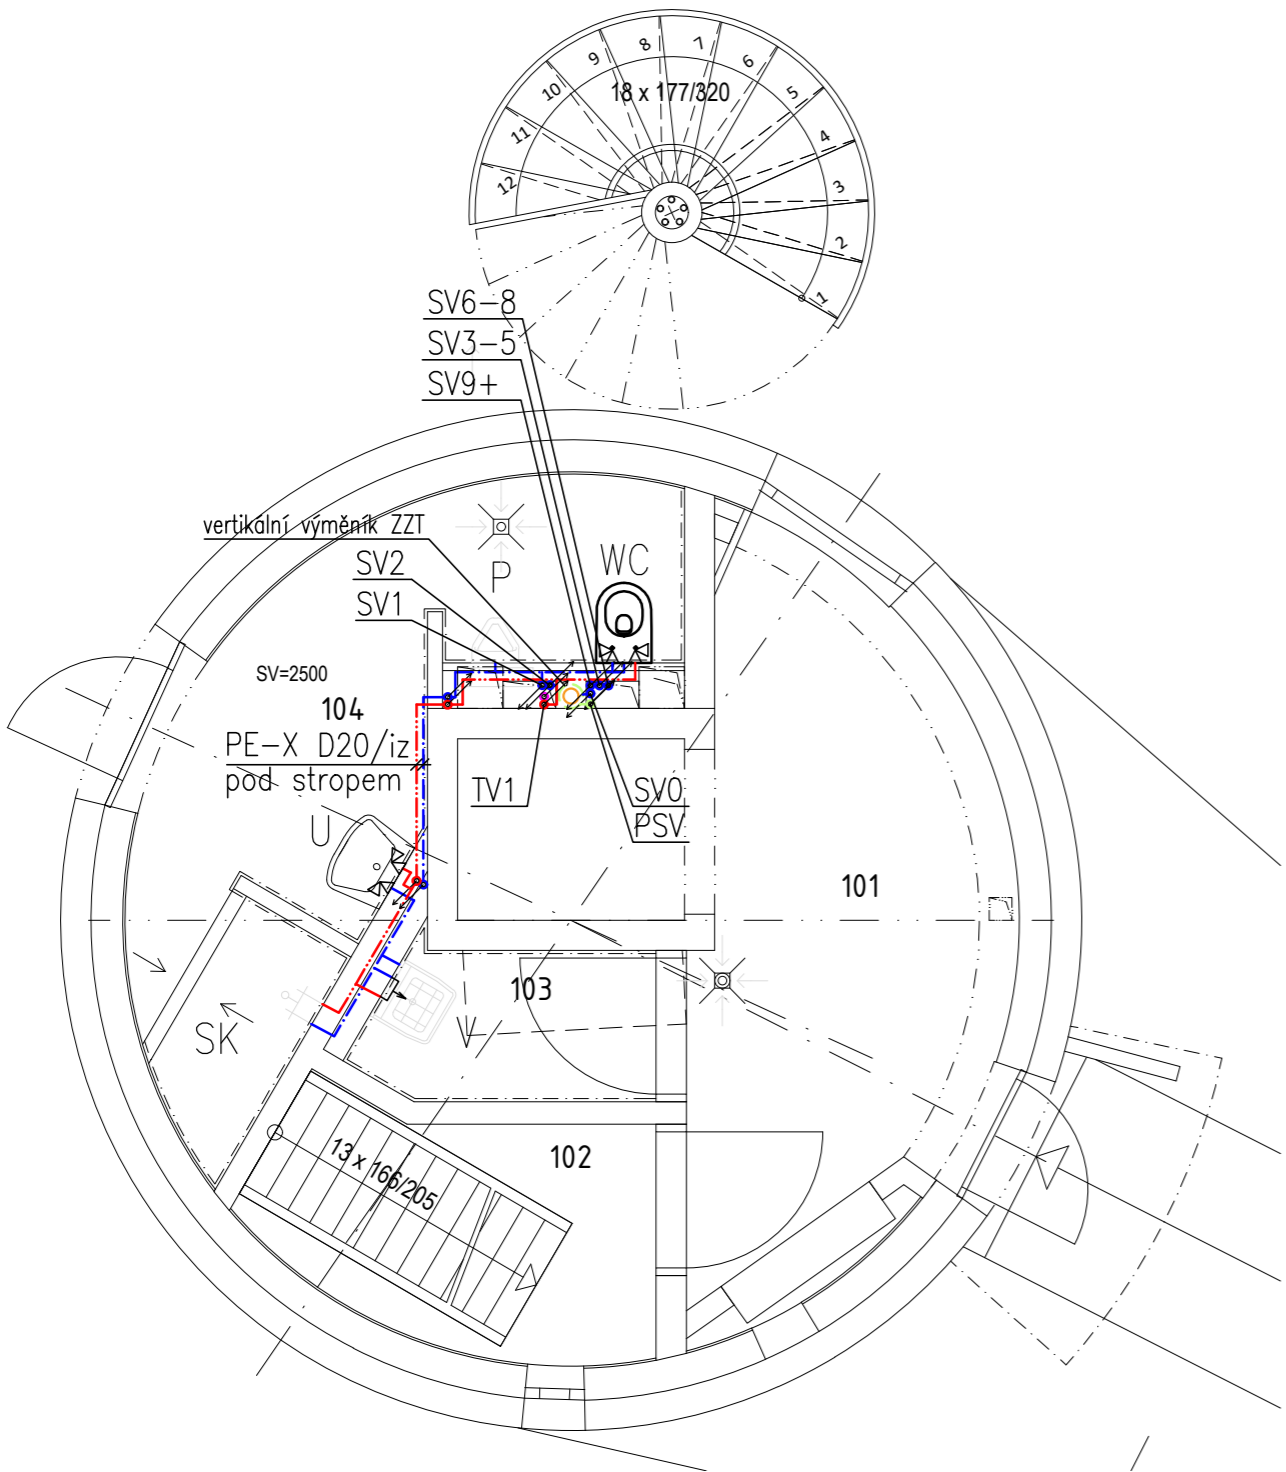 18 x 177/320
1
2
3
4
5
6
7
8
9
10
11
12
SV6-8
SV3-5
SV9+
vertikální výměník ZZT
SV2
SV1
P
WC
SV=2500
104
PE-X D20/iz
pod stropem
TV1
SV0
PSV
U
101
103
SK
102
13 x 166/205